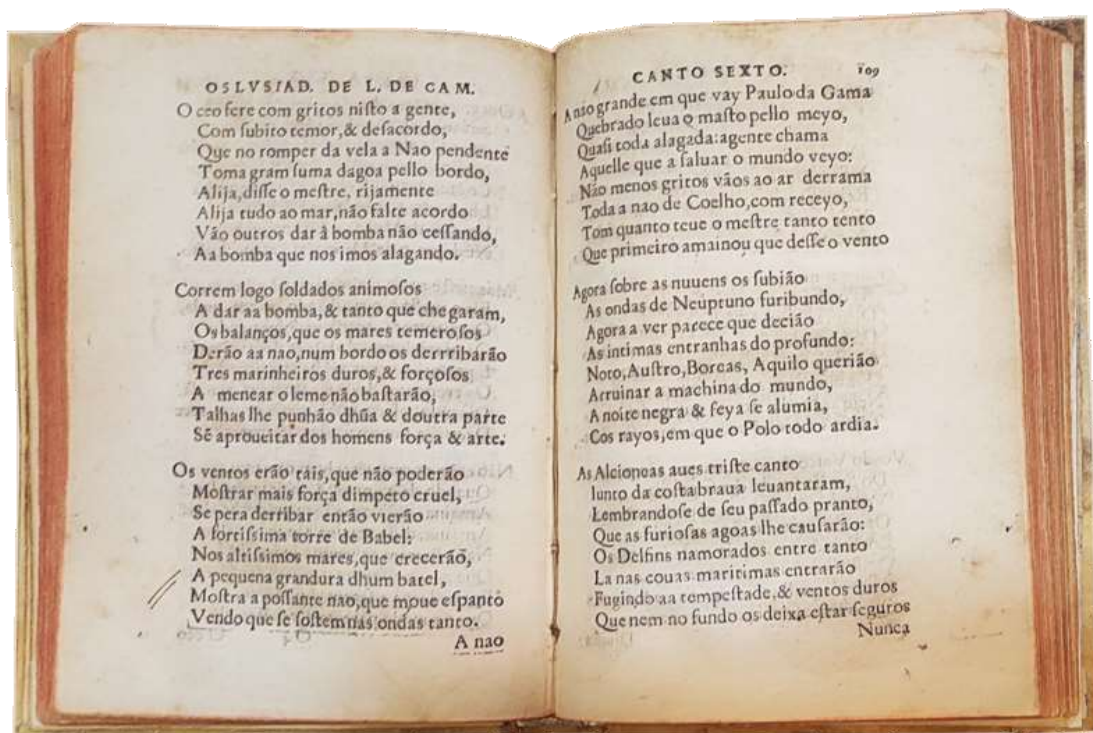 OS LVSIAD. DE L. DE CAM.
O ceo fere com gritos niſto a gente,
Com ſubito temor, & deſacordo,
Que no romper da vela a Nao pendente
Toma gram ſuma dagoa pello bordo,
Alija, diſſe o meſtre, rijamente
Alija tudo ao mar, não falte acordo
Vão outros dar â bomba não ceſſando,
Aa bomba que nos imos alagando.
Correm logo ſoldados animoſos
A dar aa bomba, & tanto que chegaram,
Os balanços, que os mares temeroſos
Derão aa nao, num bordo os derrribarão
Tres marinheiros duros, & forçoſos
A menear o leme não baſtarão,
Talhas lhe punhão dhũa & doutra parte
Sẽ aproueitar dos homens força & arte.
Os ventos erão tais, que não poderão
Moſtrar mais força dimpeto cruel,
Se pera derribar então vierão
A fortiſsima torre de Babel:
Nos altiſsimos mares, que crecerão,
A pequena grandura dhum batel,
Moſtra a poſſante nao, que moue eſpanto
Vendo que ſe ſoſtem nas ondas tanto.
A nao
CANTO SEXTO. 109
A nao grande em que vay Paulo da Gama
Quebrado leua o maſto pello meyo,
Quaſi toda alagada: a gente chama
Aquelle que a ſaluar o mundo veyo:
Não menos gritos vãos ao ar derrama
Toda a nao de Coelho, com receyo,
Tom quanto teue o meſtre tanto tento
Que primeiro amainou que deſſe o vento
Agora ſobre as nuuens os ſubião
As ondas de Neuptuno furibundo,
Agora a ver parece que decião
As intimas entranhas do profundo:
Noto, Auſtro, Boreas, Aquilo querião
Arruinar a machina do mundo,
A noite negra & feya ſe alumia,
Cos rayos, em que o Polo todo ardia.
As Alcioneas aues triſte canto
Iunto da coſta braua leuantaram,
Lembrandoſe de ſeu paſſado pranto,
Que as furioſas agoas lhe cauſarão:
Os Delfins namorados entre tanto
La nas couas maritimas entrarão
Fugindo aa tempeſtade, & ventos duros
Que nem no fundo os deixa eſtar ſeguros
Nunca